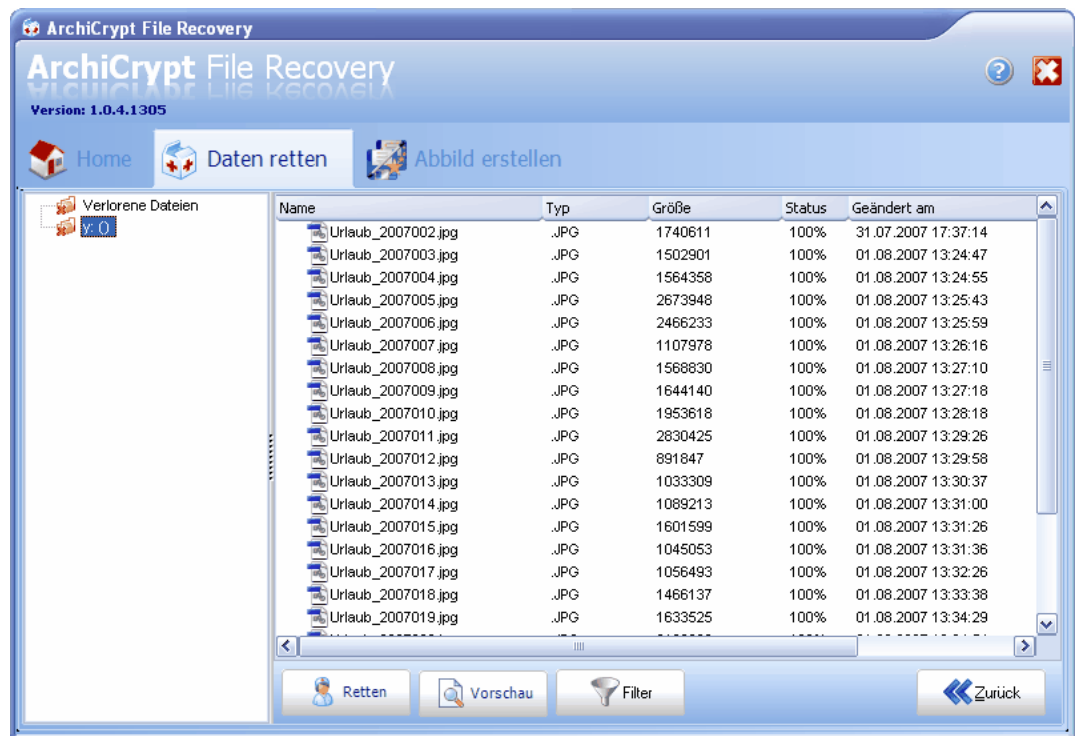 ArchiCrypt File Recovery
ArchiCrypt File Recovery
Version: 1.0.4.1305
Home Daten retten Abbild erstellen
Verlorene Dateien
y: ()
Name Typ Größe Status Geändert am
Urlaub_2007002.jpg .JPG 1740611 100% 31.07.2007 17:37:14
Urlaub_2007003.jpg .JPG 1502901 100% 01.08.2007 13:24:47
Urlaub_2007004.jpg .JPG 1564358 100% 01.08.2007 13:24:55
Urlaub_2007005.jpg .JPG 2673948 100% 01.08.2007 13:25:43
Urlaub_2007006.jpg .JPG 2466233 100% 01.08.2007 13:25:59
Urlaub_2007007.jpg .JPG 1107978 100% 01.08.2007 13:26:16
Urlaub_2007008.jpg .JPG 1568830 100% 01.08.2007 13:27:10
Urlaub_2007009.jpg .JPG 1644140 100% 01.08.2007 13:27:18
Urlaub_2007010.jpg .JPG 1953618 100% 01.08.2007 13:28:18
Urlaub_2007011.jpg .JPG 2830425 100% 01.08.2007 13:29:26
Urlaub_2007012.jpg .JPG 891847 100% 01.08.2007 13:29:58
Urlaub_2007013.jpg .JPG 1033309 100% 01.08.2007 13:30:37
Urlaub_2007014.jpg .JPG 1089213 100% 01.08.2007 13:31:00
Urlaub_2007015.jpg .JPG 1601599 100% 01.08.2007 13:31:26
Urlaub_2007016.jpg .JPG 1045053 100% 01.08.2007 13:31:36
Urlaub_2007017.jpg .JPG 1056493 100% 01.08.2007 13:32:26
Urlaub_2007018.jpg .JPG 1466137 100% 01.08.2007 13:33:38
Urlaub_2007019.jpg .JPG 1633525 100% 01.08.2007 13:34:29
Retten Vorschau Filter Zurück